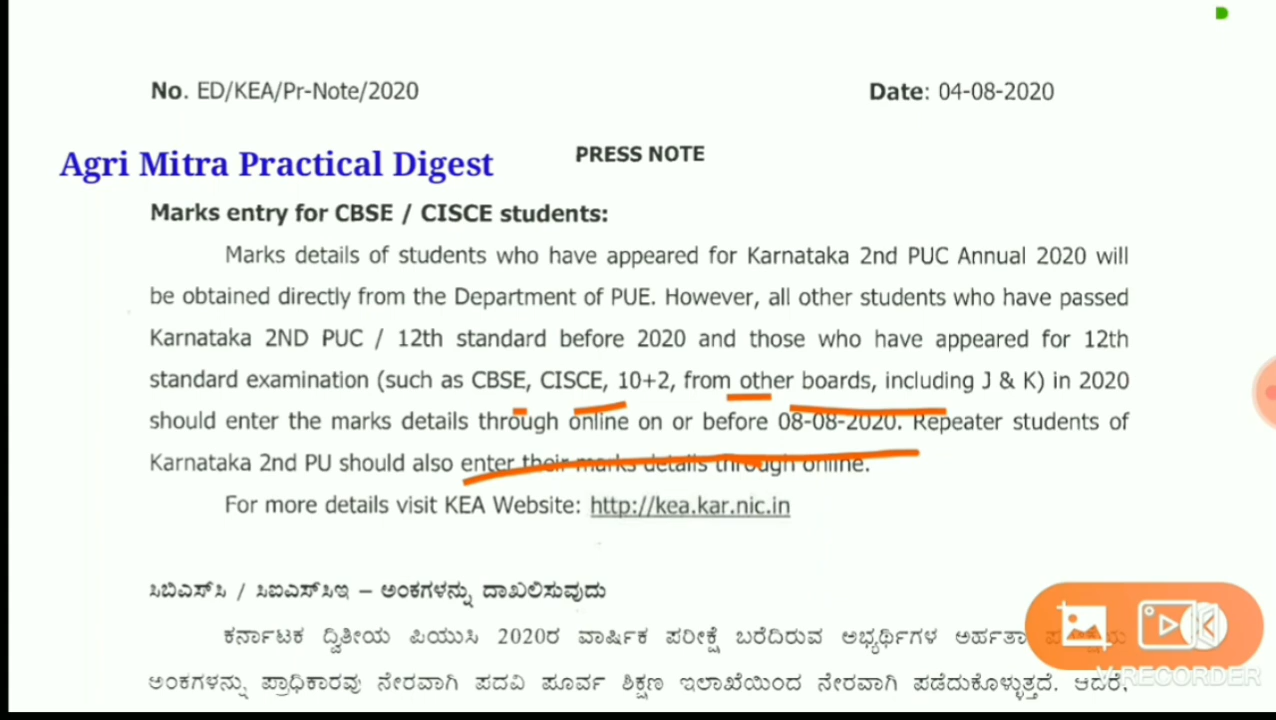 No. ED/KEA/Pr-Note/2020 Date: 04-08-2020
Agri Mitra Practical Digest PRESS NOTE
Marks entry for CBSE / CISCE students:
Marks details of students who have appeared for Karnataka 2nd PUC Annual 2020 will
be obtained directly from the Department of PUE. However, all other students who have passed
Karnataka 2ND PUC / 12th standard before 2020 and those who have appeared for 12th
standard examination (such as CBSE, CISCE, 10+2, from other boards, including J & K) in 2020
should enter the marks details through online on or before 08-08-2020. Repeater students of
Karnataka 2nd PU should also enter their marks details through online.
For more details visit KEA Website: http://kea.kar.nic.in
ಸಿಬಿಎಸ್‌ಸಿ / ಸಿಐಎಸ್‌ಸಿಇ – ಅಂಕಗಳನ್ನು ದಾಖಲಿಸುವುದು
ಕರ್ನಾಟಕ ದ್ವಿತೀಯ ಪಿಯುಸಿ 2020ರ ವಾರ್ಷಿಕ ಪರೀಕ್ಷೆ ಬರೆದಿರುವ ಅಭ್ಯರ್ಥಿಗಳ ಅರ್ಹತಾ
ಅಂಕಗಳನ್ನು ಪ್ರಾಧಿಕಾರವು ನೇರವಾಗಿ ಪದವಿ ಪೂರ್ವ ಶಿಕ್ಷಣ ಇಲಾಖೆಯಿಂದ ನೇರವಾಗಿ ಪಡೆದುಕೊಳ್ಳುತ್ತದೆ. ಆದರೆ,
V RECORDER